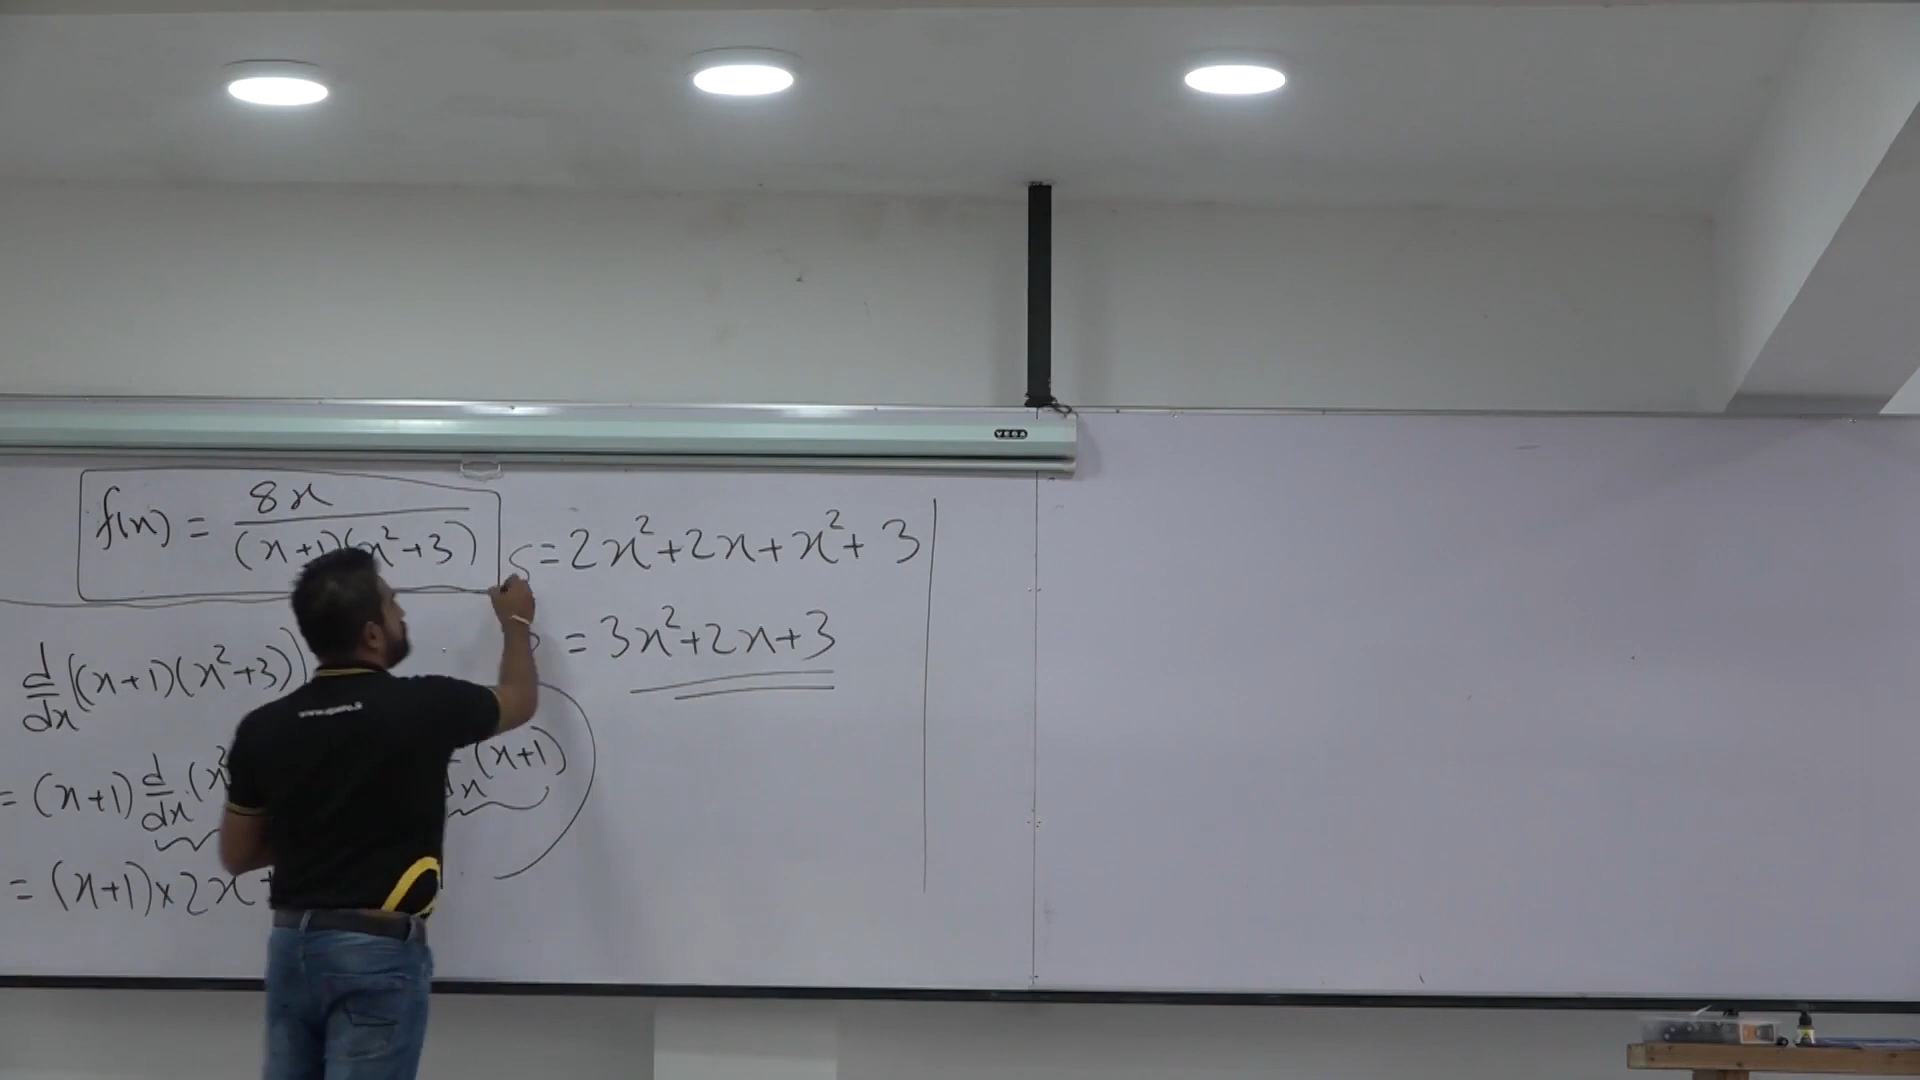 VEGA
f(x) = 8x / (x+1)(x²+3)
d/dx ((x+1)(x²+3))
= (x+1) d/dx (x²
(x+1)
= (x+1)×2x+
= 2x²+2x+x²+3
= 3x²+2x+3